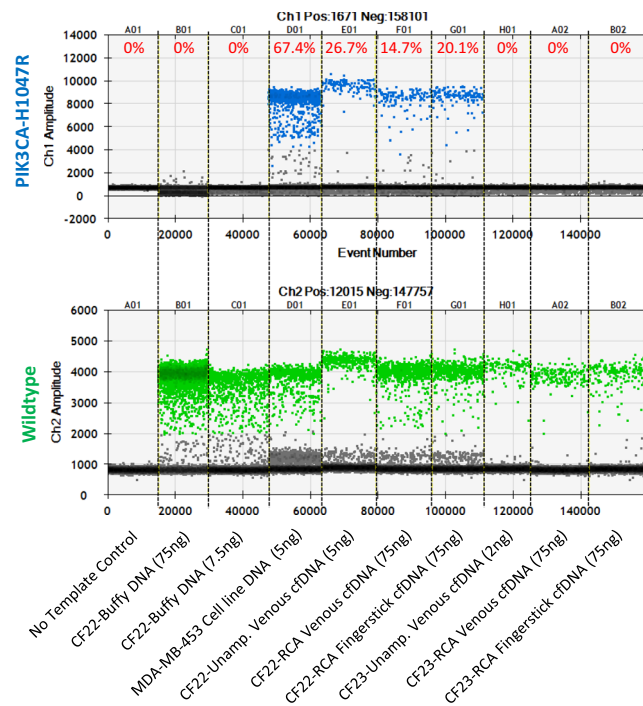 Ch1 Pos:1671 Neg:158101
A01 B01 C01 D01 E01 F01 G01 H01 A02 B02
0% 0% 0% 67.4% 26.7% 14.7% 20.1% 0% 0% 0%
PIK3CA-H1047R
Ch1 Amplitude
14000
12000
10000
8000
6000
4000
2000
0
-2000
0 20000 40000 60000 80000 100000 120000 140000
Event Number
Ch2 Pos:12015 Neg:147757
A01 B01 C01 D01 E01 F01 G01 H01 A02 B02
Wildtype
Ch2 Amplitude
6000
5000
4000
3000
2000
1000
0
0 20000 40000 60000 80000 100000 120000 140000
No Template Control
CF22-Buffy DNA (75ng)
CF22-Buffy DNA (7.5ng)
MDA-MB-453 Cell line DNA (5ng)
CF22-Unamp. Venous cfDNA (5ng)
CF22-RCA Venous cfDNA (75ng)
CF22-RCA Fingerstick cfDNA (75ng)
CF23-Unamp. Venous cfDNA (2ng)
CF23-RCA Venous cfDNA (75ng)
CF23-RCA Fingerstick cfDNA (75ng)